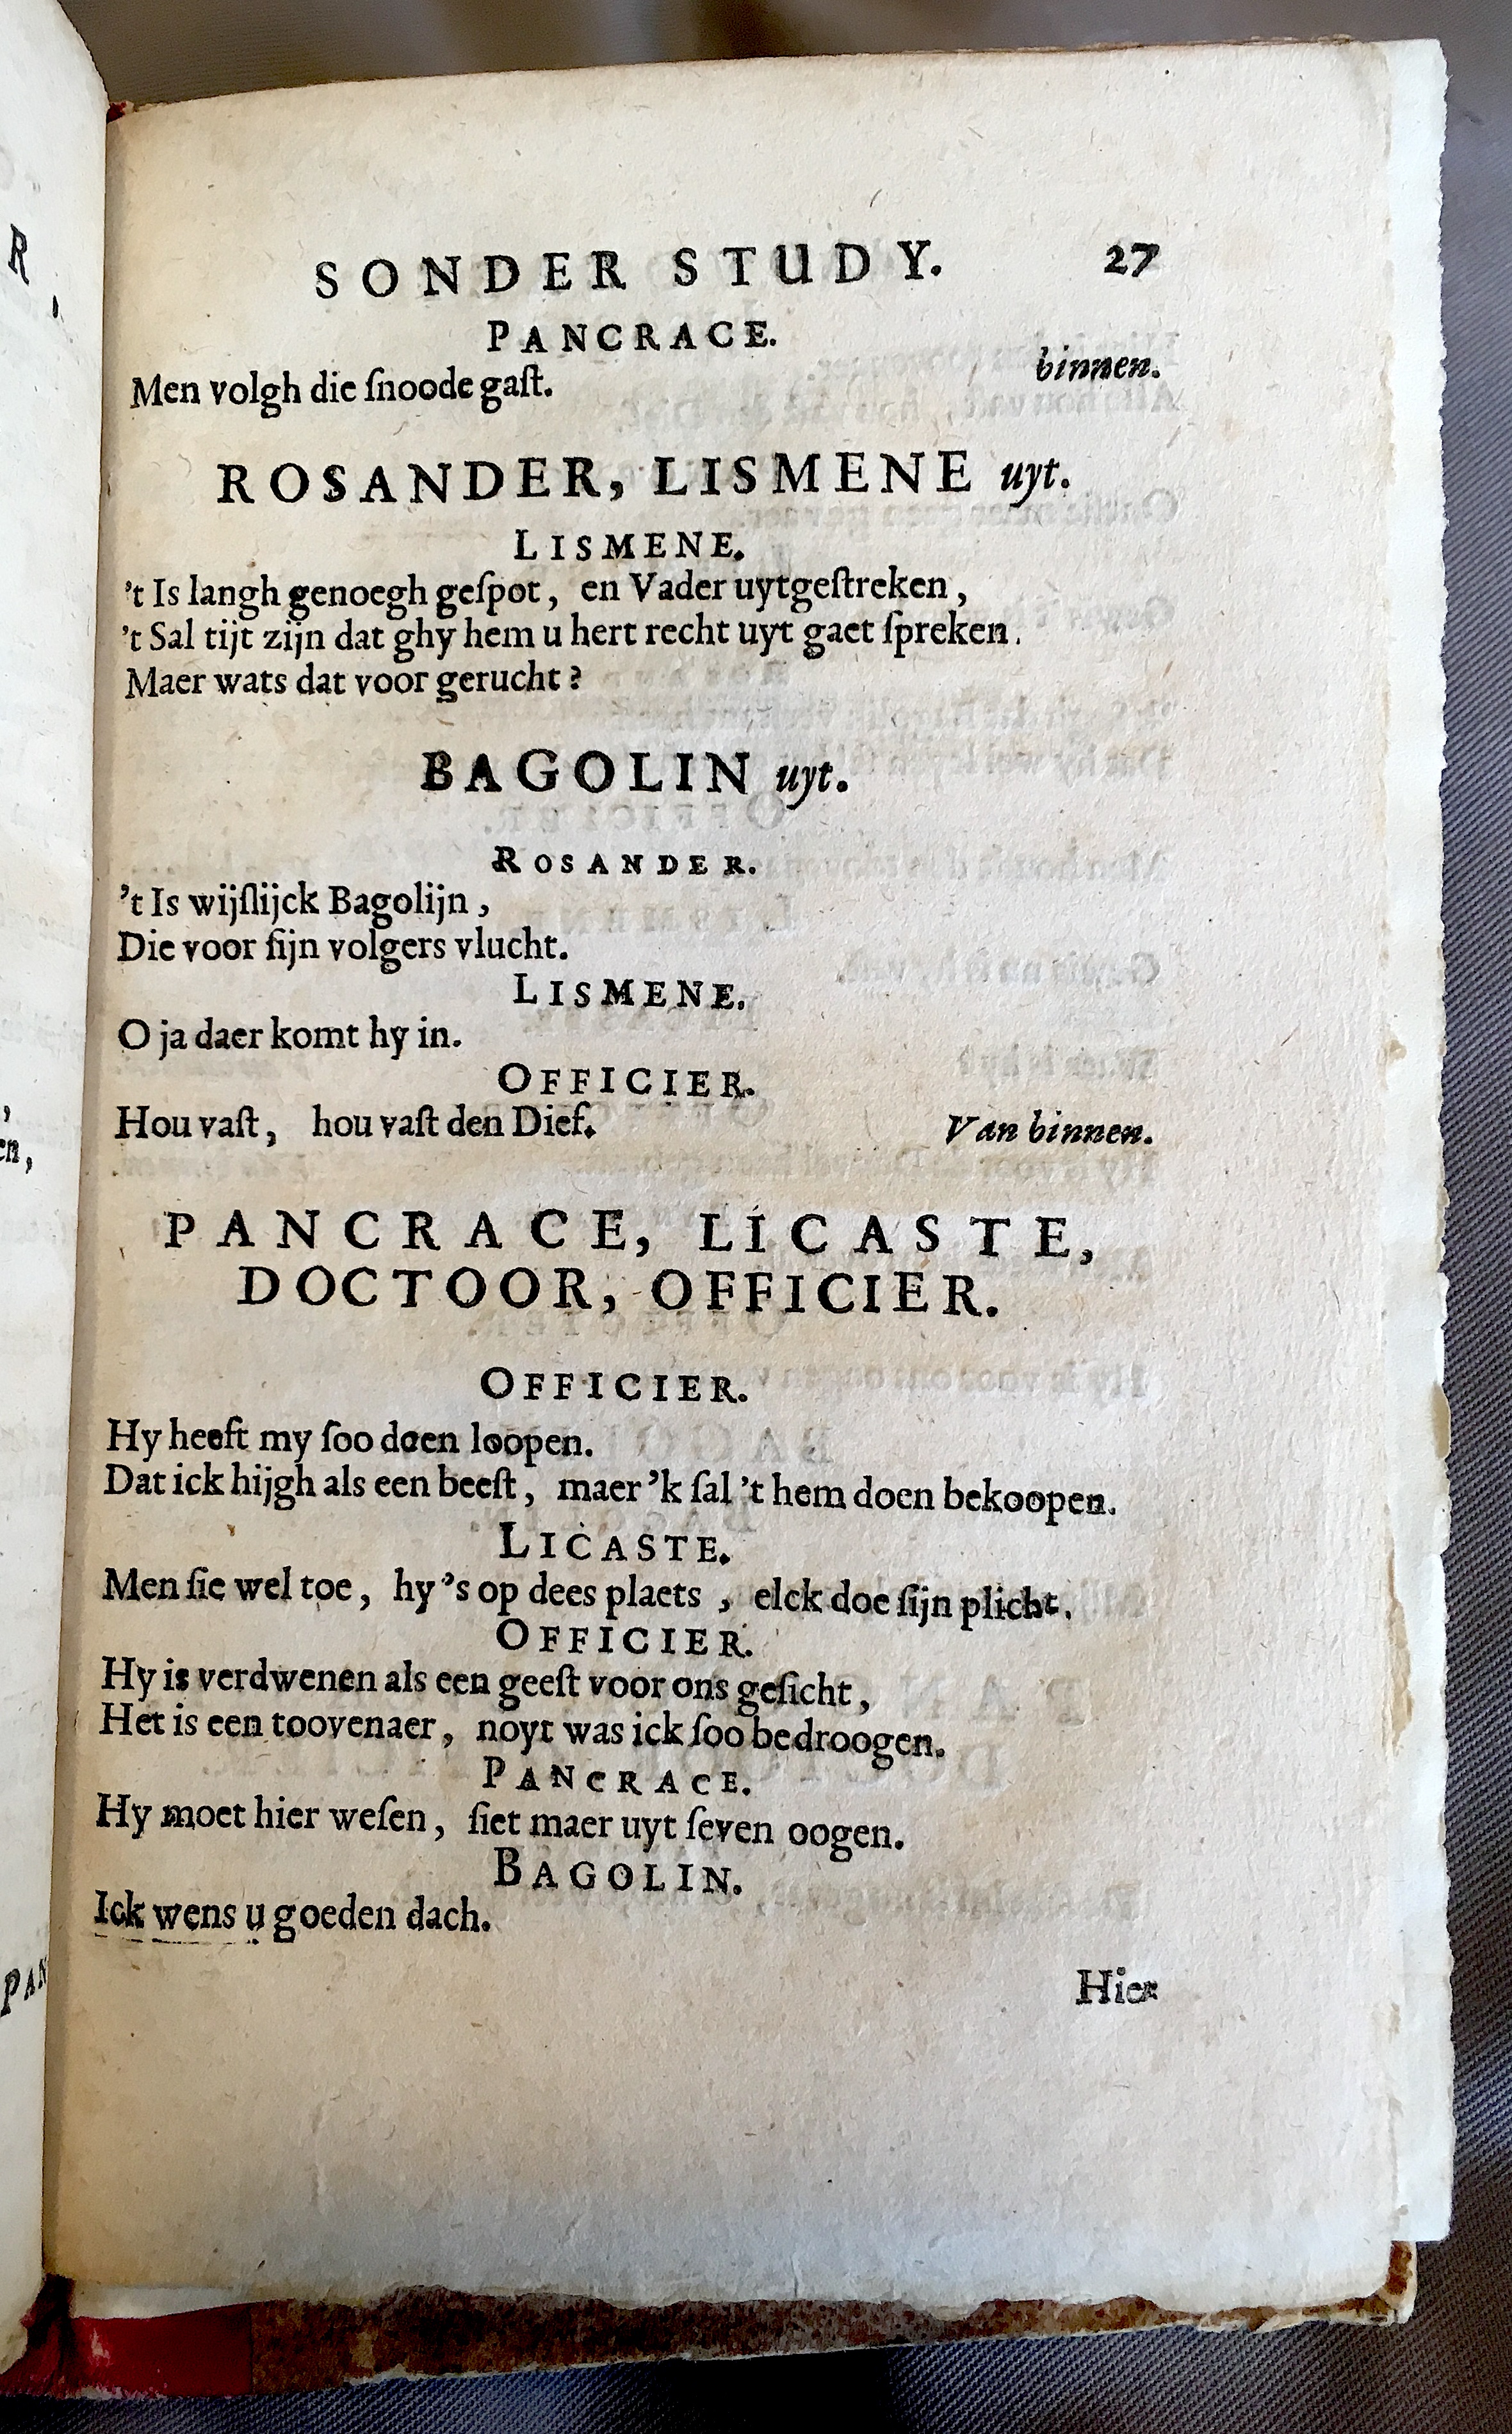 SONDER STUDY. 27
PANCRACE.
Men volgh die ſnoode gaſt. binnen.
ROSANDER, LISMENE uyt.
LISMENE.
't Is langh genoegh geſpot, en Vader uytgeſtreken,
't Sal tijt zijn dat ghy hem u hert recht uyt gaet ſpreken.
Maer wats dat voor gerucht?
BAGOLIN uyt.
ROSANDER.
't Is wijſlijck Bagolijn,
Die voor ſijn volgers vlucht.
LISMENE.
O ja daer komt hy in.
OFFICIER.
Hou vaſt, hou vaſt den Dief. Van binnen.
PANCRACE, LICASTE,
DOCTOOR, OFFICIER.
OFFICIER.
Hy heeft my ſoo doen loopen.
Dat ick hijgh als een beeſt, maer 'k ſal 't hem doen bekoopen.
LICASTE.
Men ſie wel toe, hy 's op dees plaets, elck doe ſijn plicht.
OFFICIER.
Hy is verdwenen als een geeſt voor ons geſicht,
Het is een toovenaer, noyt was ick ſoo bedroogen.
PANCRACE.
Hy moet hier weſen, ſiet maer uyt ſeven oogen.
BAGOLIN.
Ick wens u goeden dach.
Hier
R,
,
en,
PAN